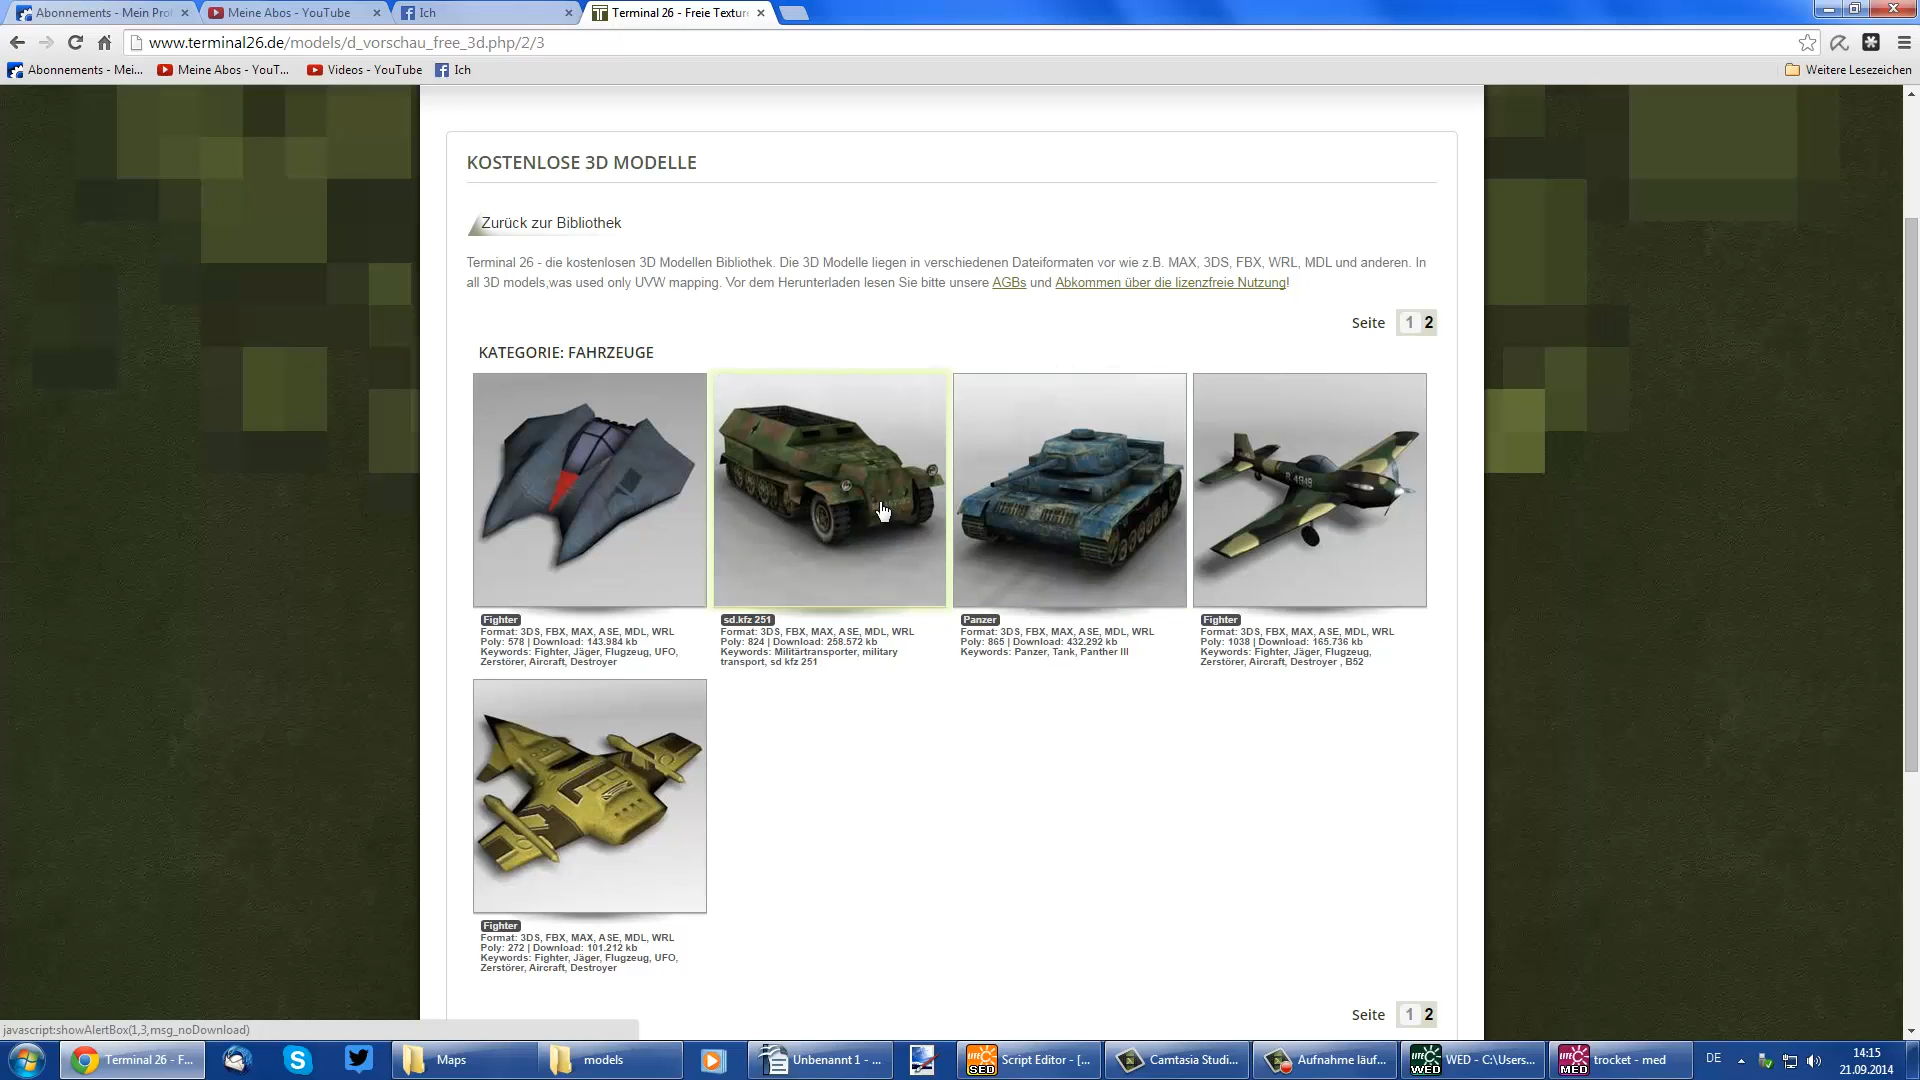 Abonnements - Mein Pro
Meine Abos - YouTube
Ich
Terminal 26 - Freie Textur
www.terminal26.de/models/d_vorschau_free_3d.php/2/3
Abonnements - Mei...
Meine Abos - YouT...
Videos - YouTube
Ich
Weitere Lesezeichen
KOSTENLOSE 3D MODELLE
Zurück zur Bibliothek
Terminal 26 - die kostenlosen 3D Modellen Bibliothek. Die 3D Modelle liegen in verschiedenen Dateiformaten vor wie z.B. MAX, 3DS, FBX, WRL, MDL und anderen. In
all 3D models,was used only UVW mapping. Vor dem Herunterladen lesen Sie bitte unsere AGBs und Abkommen über die lizenzfreie Nutzung!
Seite 1 2
KATEGORIE: FAHRZEUGE
Fighter
Format: 3DS, FBX, MAX, ASE, MDL, WRL
Poly: 578 | Download: 143.984 kb
Keywords: Fighter, Jäger, Flugzeug, UFO,
Zerstörer, Aircraft, Destroyer
sd.kfz 251
Format: 3DS, FBX, MAX, ASE, MDL, WRL
Poly: 824 | Download: 258.572 kb
Keywords: Militärtransporter, military
transport, sd kfz 251
Panzer
Format: 3DS, FBX, MAX, ASE, MDL, WRL
Poly: 865 | Download: 432.292 kb
Keywords: Panzer, Tank, Panther III
Fighter
Format: 3DS, FBX, MAX, ASE, MDL, WRL
Poly: 1038 | Download: 165.736 kb
Keywords: Fighter, Jäger, Flugzeug,
Zerstörer, Aircraft, Destroyer , B52
Fighter
Format: 3DS, FBX, MAX, ASE, MDL, WRL
Poly: 272 | Download: 101.212 kb
Keywords: Fighter, Jäger, Flugzeug, UFO,
Zerstörer, Aircraft, Destroyer
Seite 1 2
javascript:showAlertBox(1,3,msg_noDownload)
Terminal 26 - F...
Maps
models
Unbenannt 1 - ...
SED
Script Editor - [...
Camtasia Studi...
Aufnahme läuf...
WED
WED - C:\Users...
MED
trocket - med
DE
14:15
21.09.2014